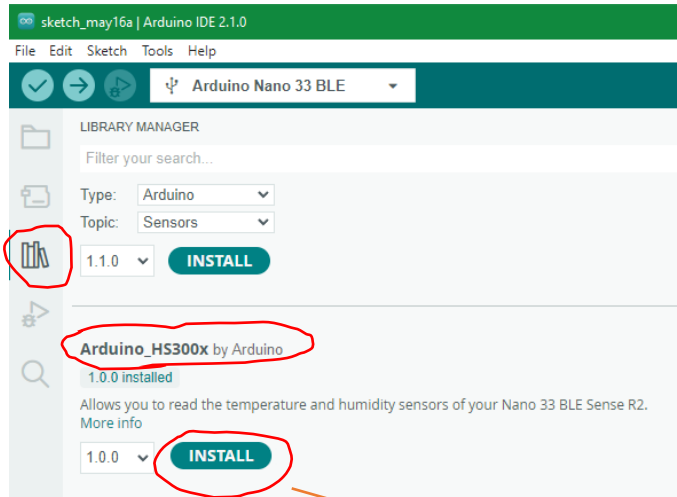 sketch_may16a | Arduino IDE 2.1.0
File Edit Sketch Tools Help
Arduino Nano 33 BLE
LIBRARY MANAGER
Filter your search...
Type: Arduino
Topic: Sensors
1.1.0 INSTALL
Arduino_HS300x by Arduino
1.0.0 installed
Allows you to read the temperature and humidity sensors of your Nano 33 BLE Sense R2.
More info
1.0.0 INSTALL